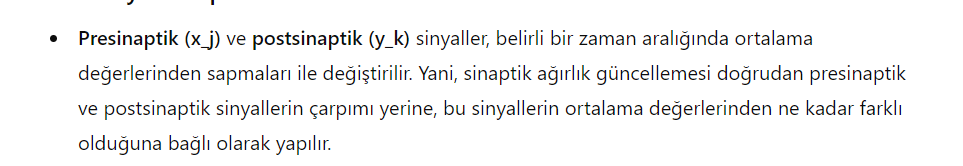 • Presinaptik (x_j) ve postsinaptik (y_k) sinyaller, belirli bir zaman aralığında ortalama
değerlerinden sapmaları ile değiştirilir. Yani, sinaptik ağırlık güncellemesi doğrudan presinaptik
ve postsinaptik sinyallerin çarpımı yerine, bu sinyallerin ortalama değerlerinden ne kadar farklı
olduğuna bağlı olarak yapılır.